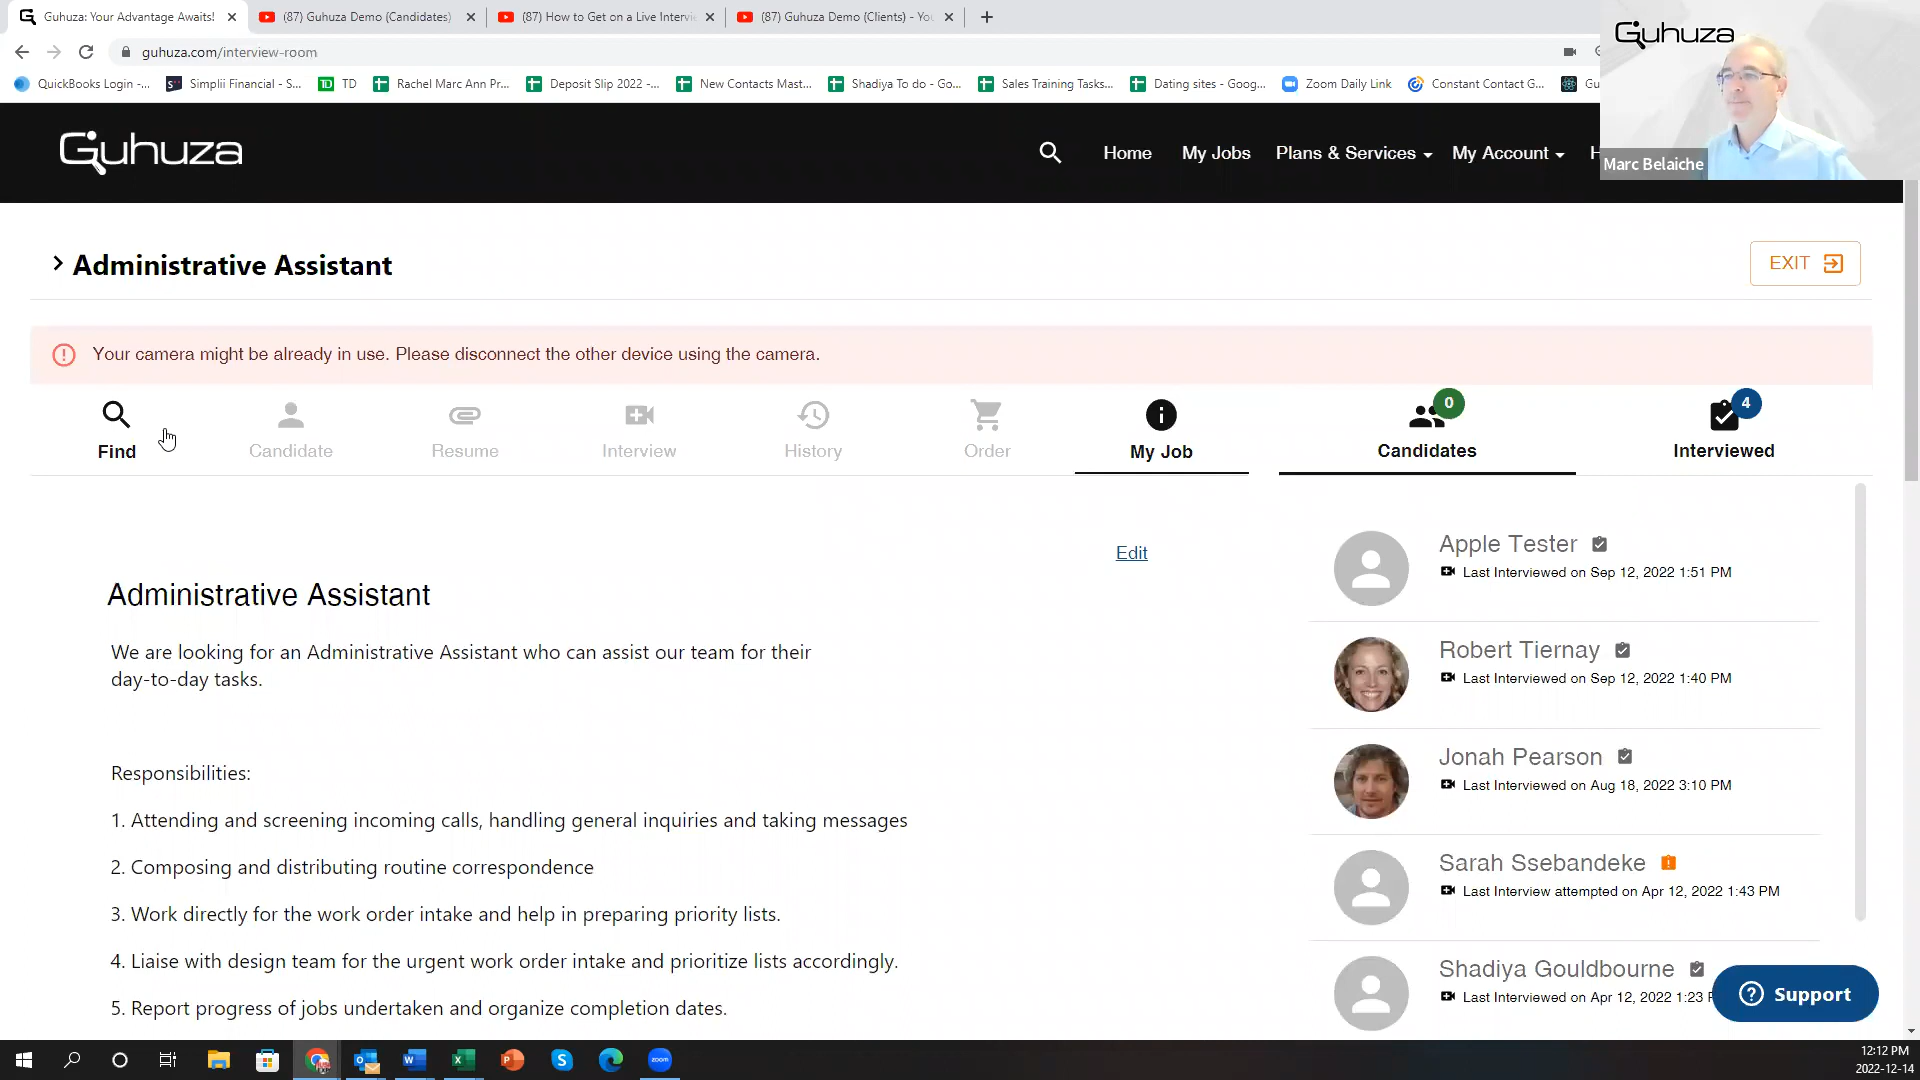 Guhuza: Your Advantage Awaits!
(87) Guhuza Demo (Candidates)
(87) How to Get on a Live Intervi
(87) Guhuza Demo (Clients) - Yo
guhuza.com/interview-room
QuickBooks Login -...
Simplii Financial - S...
TD
Rachel Marc Ann Pr...
Deposit Slip 2022 -...
New Contacts Mast...
Shadiya To do - Go...
Sales Training Tasks...
Dating sites - Goog...
Zoom Daily Link
Constant Contact G...
Gu
Guhuza
Marc Belaiche
Guhuza
Home
My Jobs
Plans & Services
My Account
Administrative Assistant
EXIT
Your camera might be already in use. Please disconnect the other device using the camera.
Find
Candidate
Resume
Interview
History
Order
My Job
0
Candidates
4
Interviewed
Edit
Administrative Assistant
We are looking for an Administrative Assistant who can assist our team for their
day-to-day tasks.
Responsibilities:
1. Attending and screening incoming calls, handling general inquiries and taking messages
2. Composing and distributing routine correspondence
3. Work directly for the work order intake and help in preparing priority lists.
4. Liaise with design team for the urgent work order intake and prioritize lists accordingly.
5. Report progress of jobs undertaken and organize completion dates.
Apple Tester
Last Interviewed on Sep 12, 2022 1:51 PM
Robert Tiernay
Last Interviewed on Sep 12, 2022 1:40 PM
Jonah Pearson
Last Interviewed on Aug 18, 2022 3:10 PM
Sarah Ssebandeke
Last Interview attempted on Apr 12, 2022 1:43 PM
Shadiya Gouldbourne
Last Interviewed on Apr 12, 2022 1:23
Support
zoom
12:12 PM
2022-12-14